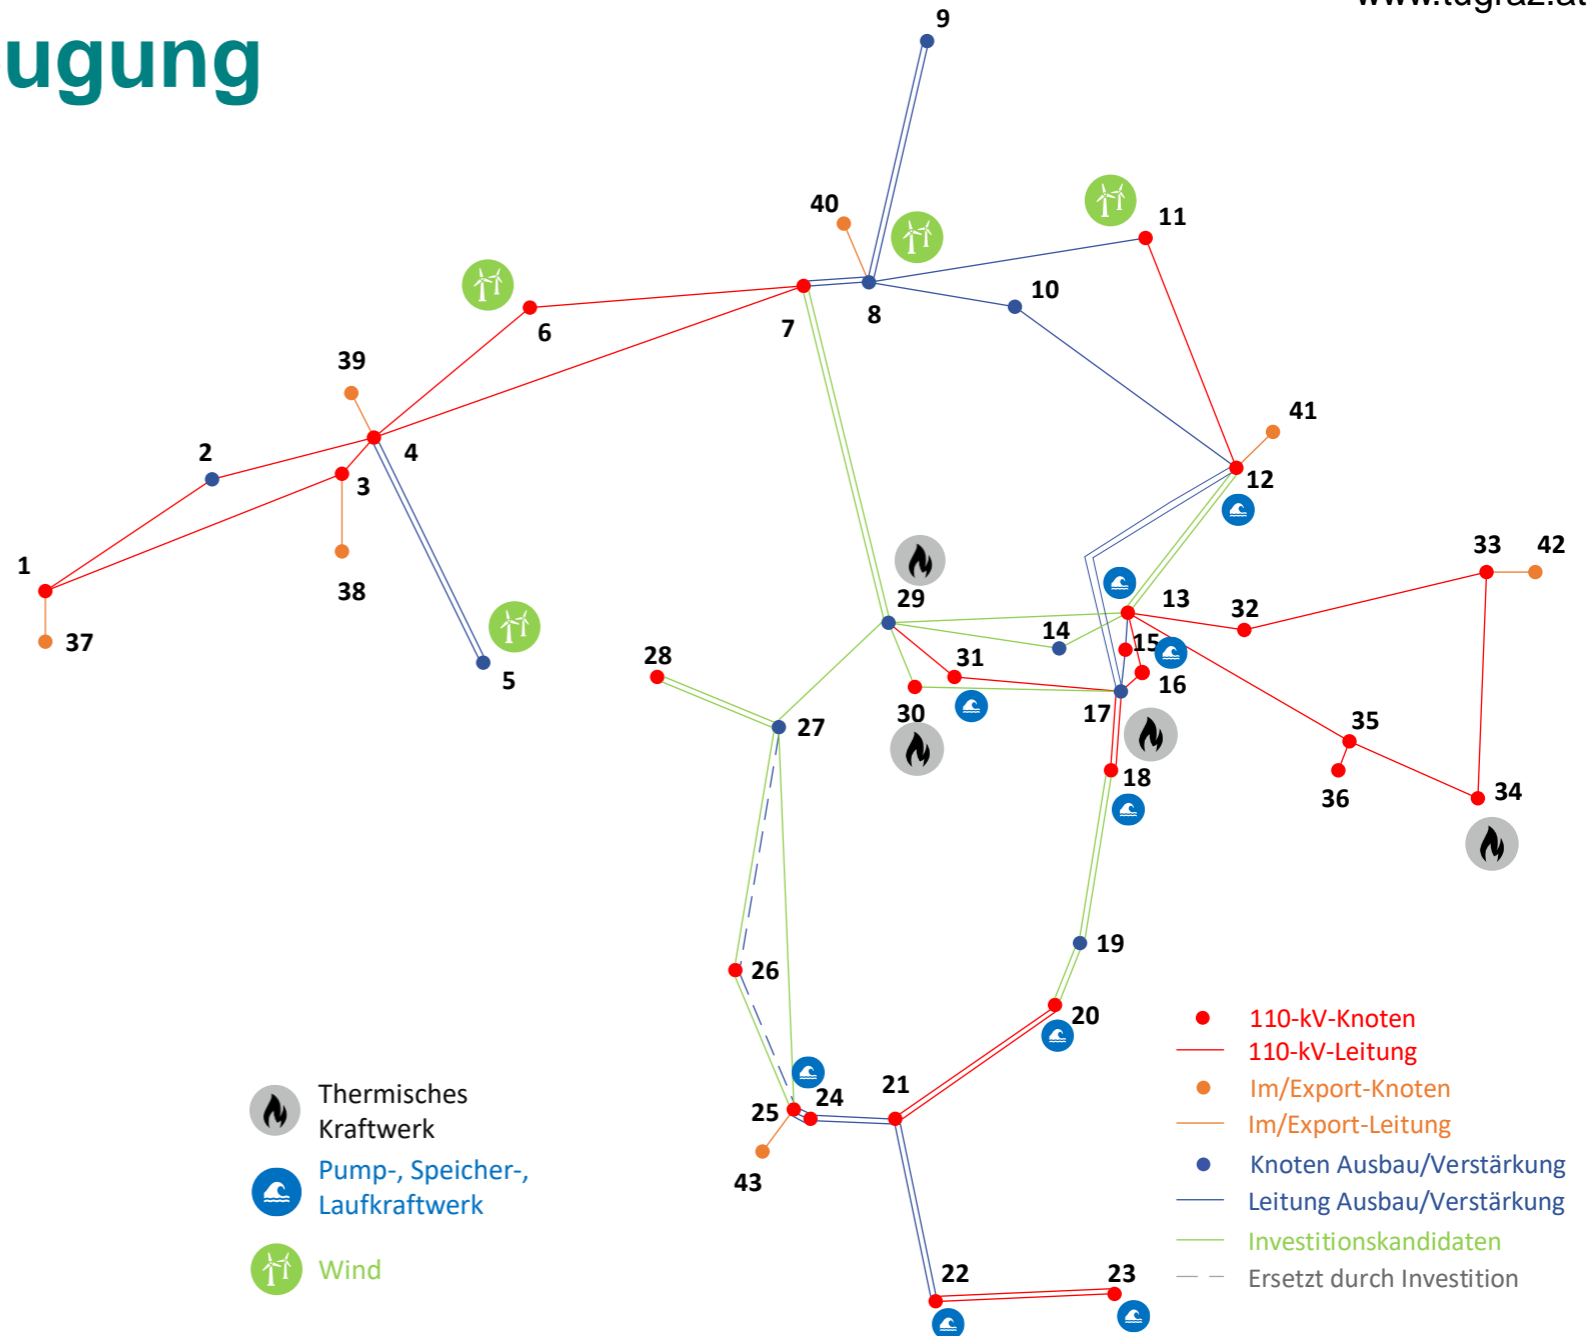 www.tugraz.at
ugung
9
40
11
10
6
7
8
39
41
2
4
12
3
1
33
42
38
29
13
32
37
14
15
5
28
31
16
30
17
27
35
18
36
34
19
26
20
110-kV-Knoten
110-kV-Leitung
Im/Export-Knoten
Im/Export-Leitung
Knoten Ausbau/Verstärkung
Leitung Ausbau/Verstärkung
Investitionskandidaten
Ersetzt durch Investition
21
24
25
43
22
23
Thermisches
Kraftwerk
Pump-, Speicher-,
Laufkraftwerk
Wind